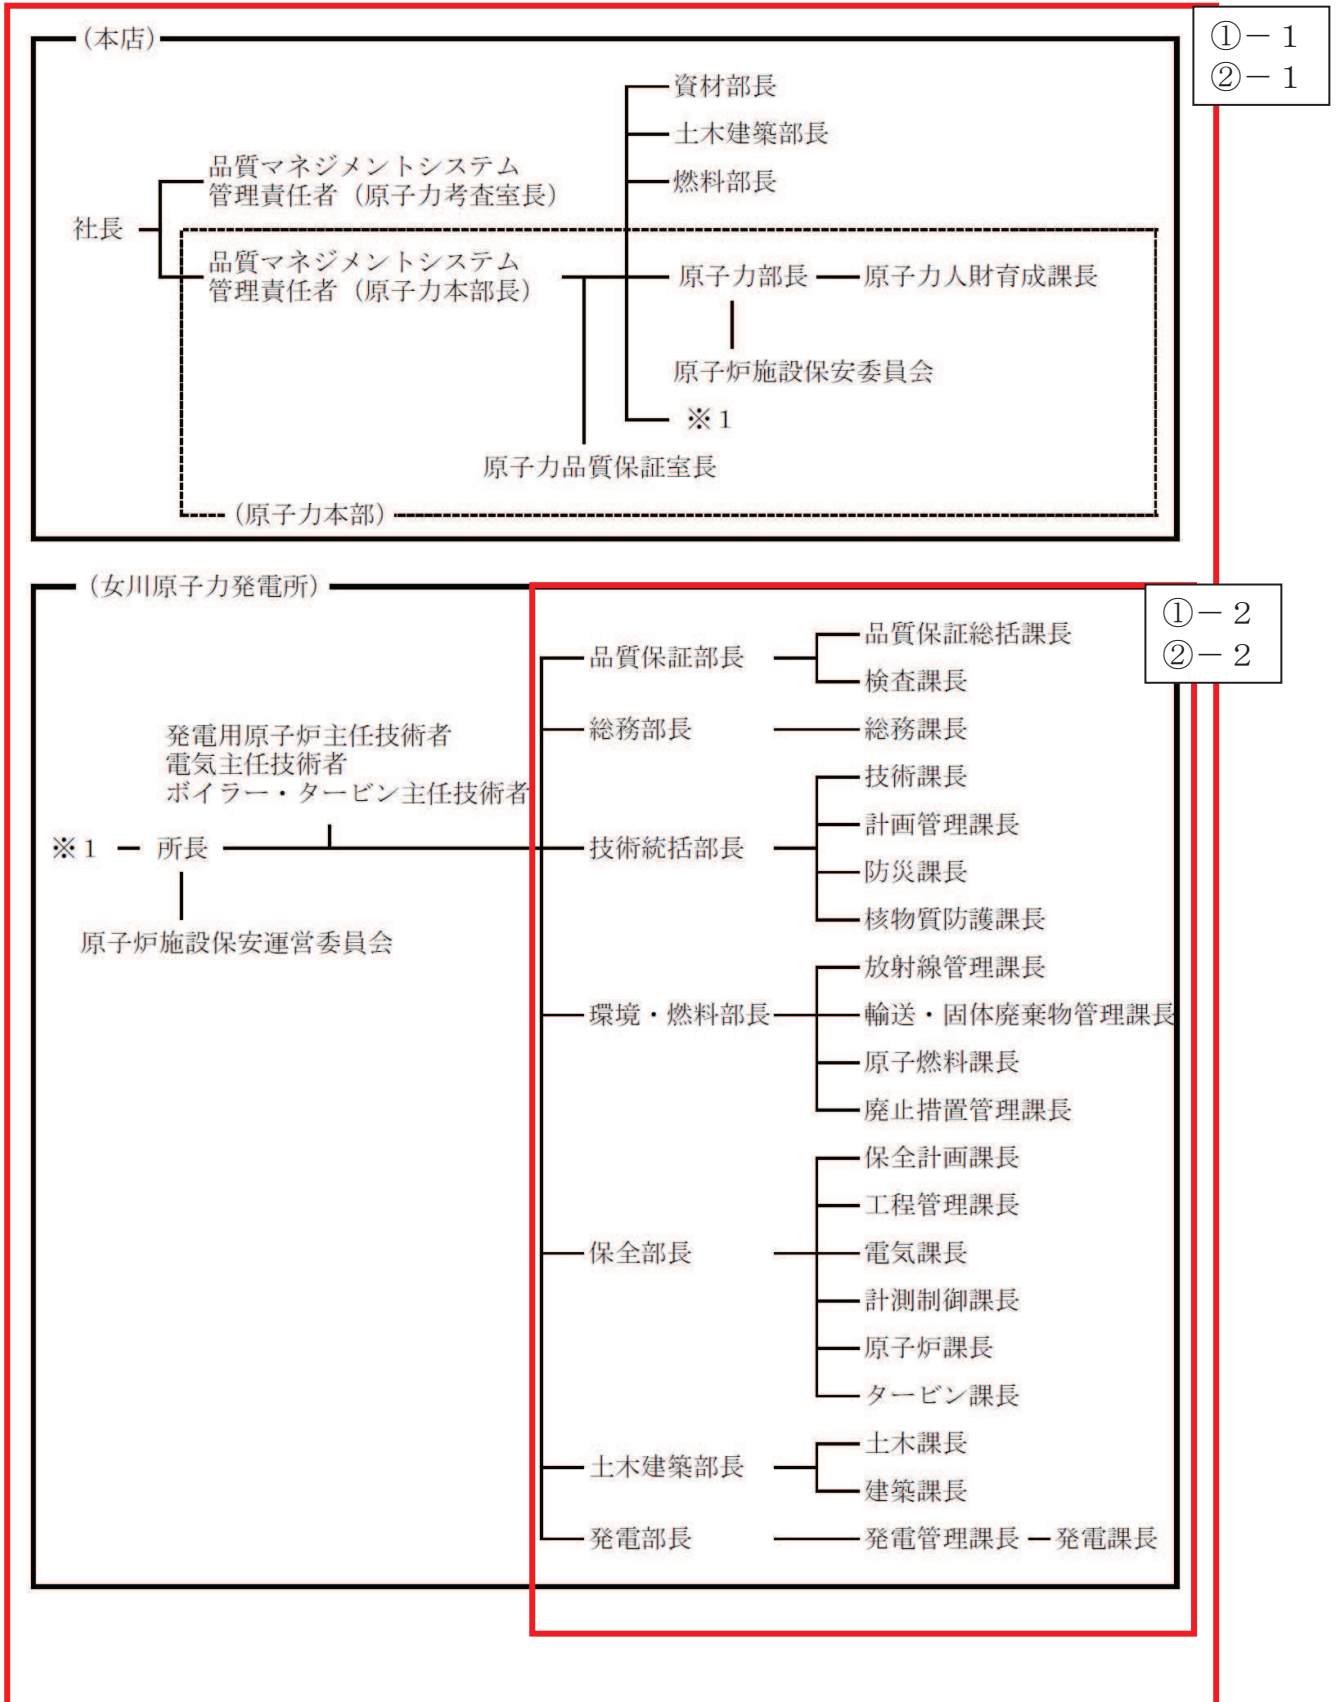 ①－１
②－１
（本店）
資材部長
土木建築部長
燃料部長
品質マネジメントシステム
管理責任者（原子力考査室長）
社長
品質マネジメントシステム
管理責任者（原子力本部長）
原子力部長
原子力人財育成課長
原子炉施設保安委員会
※１
原子力品質保証室長
（原子力本部）
（女川原子力発電所）
①－２
②－２
品質保証部長
品質保証総括課長
検査課長
総務部長
総務課長
発電用原子炉主任技術者
電気主任技術者
ボイラー・タービン主任技術者
※１
所長
原子炉施設保安運営委員会
技術統括部長
技術課長
計画管理課長
防災課長
核物質防護課長
環境・燃料部長
放射線管理課長
輸送・固体廃棄物管理課長
原子燃料課長
廃止措置管理課長
保全部長
保全計画課長
工程管理課長
電気課長
計測制御課長
原子炉課長
タービン課長
土木建築部長
土木課長
建築課長
発電部長
発電管理課長
発電課長